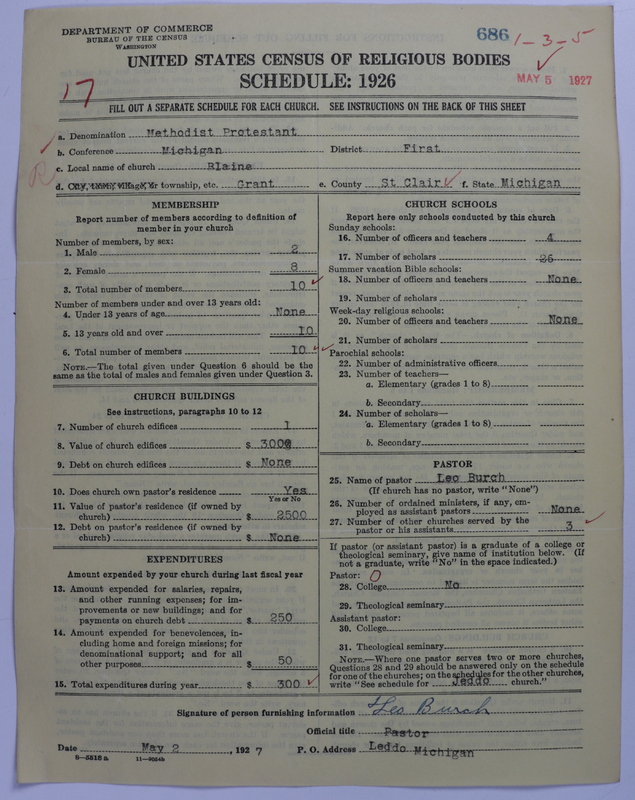 DEPARTMENT OF COMMERCE
BUREAU OF THE CENSUS
WASHINGTON
686
1-3-5
UNITED STATES CENSUS OF RELIGIOUS BODIES
SCHEDULE: 1926
MAY 5 1927
17
FILL OUT A SEPARATE SCHEDULE FOR EACH CHURCH. SEE INSTRUCTIONS ON THE BACK OF THIS SHEET
a. Denomination Methodist Protestant
b. Conference Michigan District First
c. Local name of church Blaine
d. City, town, village, or township, etc. Grant e. County St Clair f. State Michigan
MEMBERSHIP
Report number of members according to definition of
member in your church
Number of members, by sex:
1. Male 2
2. Female 8
3. Total number of members 10
Number of members under and over 13 years old:
4. Under 13 years of age None
5. 13 years old and over 10
6. Total number of members 10
NOTE.—The total given under Question 6 should be
same as the total of males and females given under Question 3.
CHURCH BUILDINGS
See instructions, paragraphs 10 to 12
7. Number of church edifices 1
8. Value of church edifices $ 3000
9. Debt on church edifices $ None
10. Does church own pastor's residence Yes
Yes or No
11. Value of pastor's residence (if owned by
church) $ 2500
12. Debt on pastor's residence (if owned by
church) $ None
EXPENDITURES
Amount expended by your church during last fiscal year
13. Amount expended for salaries, repairs,
and other running expenses; for im-
provements or new buildings; and for
payments on church debt $ 250
14. Amount expended for benevolences, in-
cluding home and foreign missions; for
denominational support; and for all
other purposes $ 50
15. Total expenditures during year $ 300
CHURCH SCHOOLS
Report here only schools conducted by this church
Sunday schools:
16. Number of officers and teachers 4
17. Number of scholars 25
Summer vacation Bible schools:
18. Number of officers and teachers None
19. Number of scholars
Week-day religious schools:
20. Number of officers and teachers None
21. Number of scholars
Parochial schools:
22. Number of administrative officers
23. Number of teachers—
a. Elementary (grades 1 to 8)
b. Secondary
24. Number of scholars—
a. Elementary (grades 1 to 8)
b. Secondary
PASTOR
25. Name of pastor Leo Burch
(If church has no pastor, write "None")
26. Number of ordained ministers, if any, em-
ployed as assistant pastors None
27. Number of other churches served by the
pastor or his assistants 3
If pastor (or assistant pastor) is a graduate of a college or
theological seminary, give name of institution below. (If
not a graduate, write "No" in the space indicated.)
Pastor: 0
28. College No
29. Theological seminary
Assistant pastor:
30. College
31. Theological seminary
NOTE.—Where one pastor serves two or more churches,
Questions 28 and 29 should be answered only on the schedule
for one of the churches; on the schedules for the other churches,
write "See schedule for Jeddo church."
Signature of person furnishing information Leo Burch
Official title Pastor
Date May 2, 1927 P. O. Address Leddo Michigan
8—5516 a 11—9024b